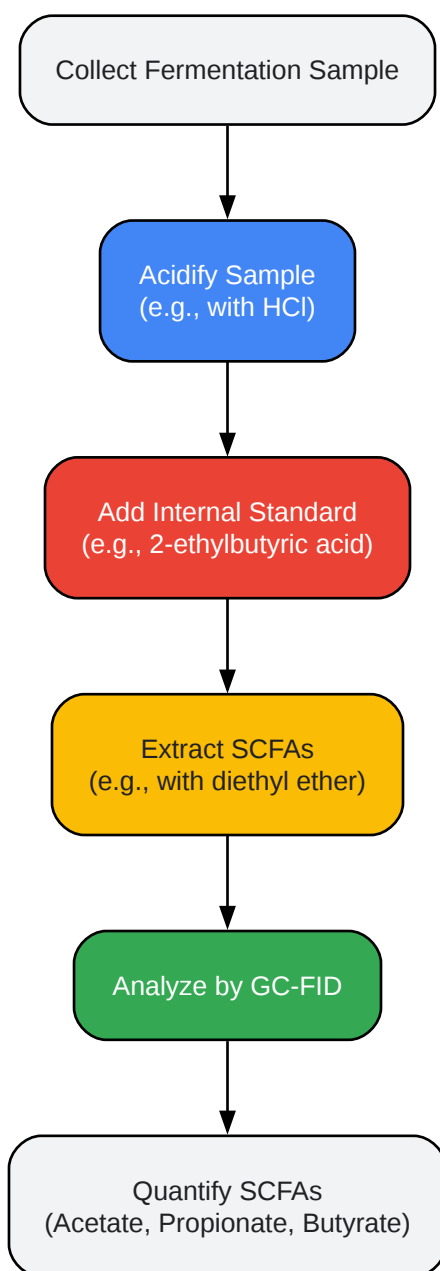 Collect Fermentation Sample
Acidify Sample
(e.g., with HCl)
Add Internal Standard
(e.g., 2-ethylbutyric acid)
Extract SCFAs
(e.g., with diethyl ether)
Analyze by GC-FID
Quantify SCFAs
(Acetate, Propionate, Butyrate)